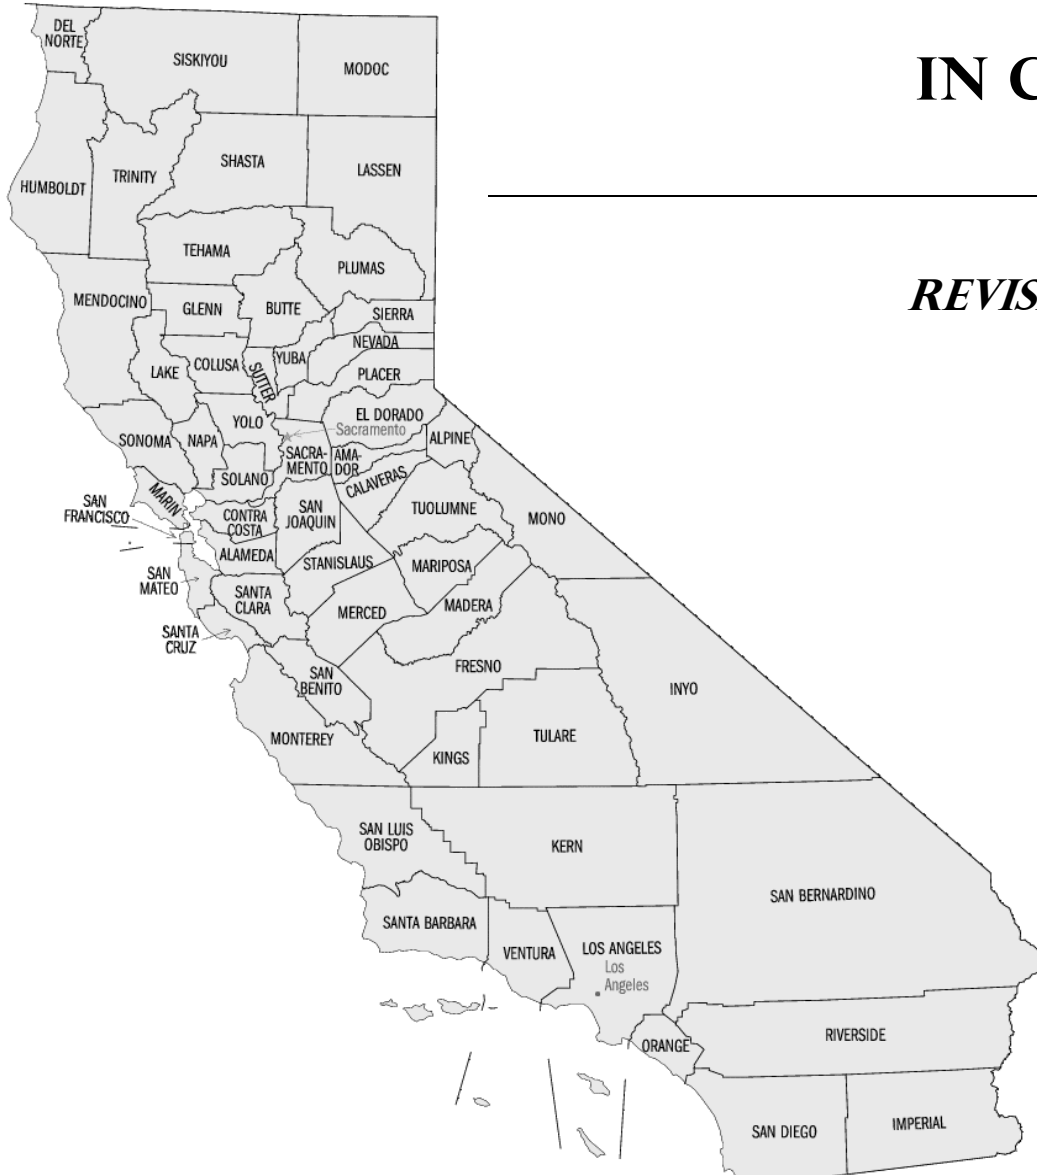 DEL
NORTE
SISKIYOU
MODOC
IN C
HUMBOLDT
TRINITY
SHASTA
LASSEN
TEHAMA
PLUMAS
MENDOCINO
GLENN
BUTTE
SIERRA
REVIS
NEVADA
LAKE
COLUSA
SUTTER
YUBA
PLACER
EL DORADO
Sacramento
SONOMA
NAPA
YOLO
SOLANO
SACRA-
MENTO
AMA-
DOR
ALPINE
CALAVERAS
MARIN
SAN
FRANCISCO
CONTRA
COSTA
SAN
JOAQUIN
TUOLUMNE
MONO
ALAMEDA
STANISLAUS
MARIPOSA
SAN
MATEO
SANTA
CLARA
MERCED
MADERA
SANTA
CRUZ
SAN
BENITO
FRESNO
INYO
MONTEREY
KINGS
TULARE
SAN LUIS
OBISPO
KERN
SAN BERNARDINO
SANTA BARBARA
VENTURA
LOS ANGELES
Los
Angeles
ORANGE
RIVERSIDE
SAN DIEGO
IMPERIAL